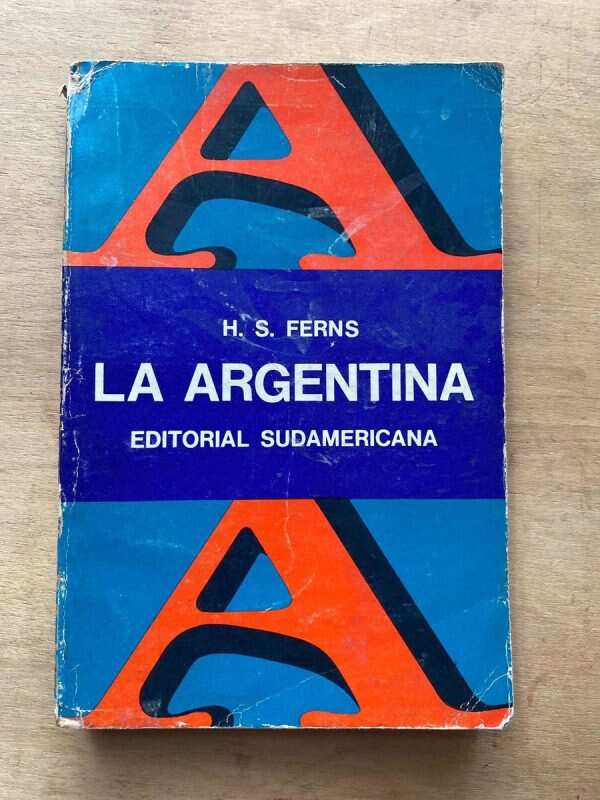 A
H. S. FERNS
LA ARGENTINA
EDITORIAL SUDAMERICANA
A